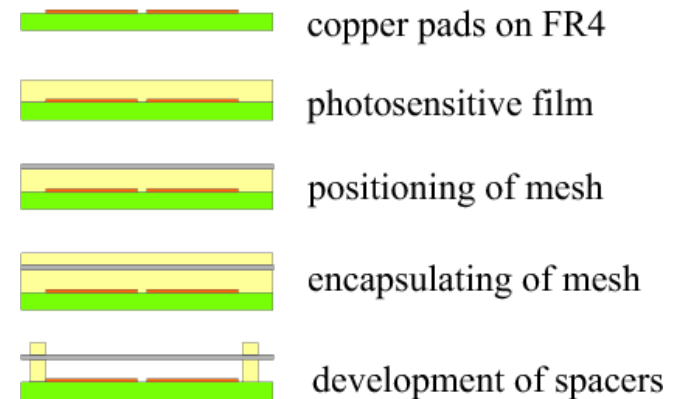 copper pads on FR4
photosensitive film
positioning of mesh
encapsulating of mesh
development of spacers